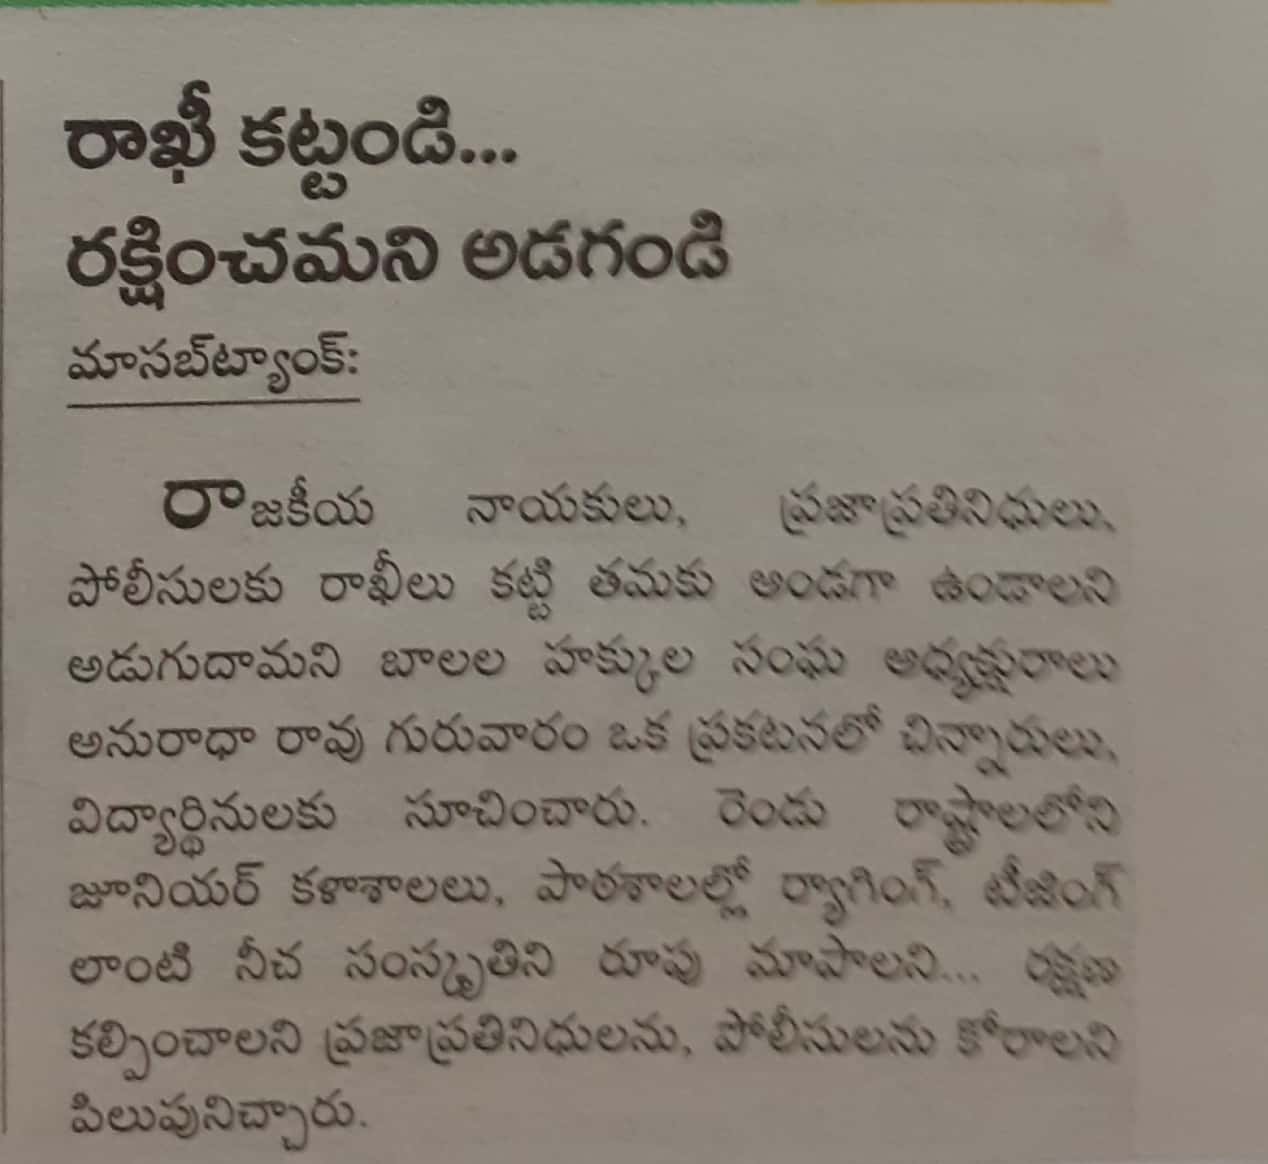 రాఖీ కట్టండి...
రక్షించమని అడగండి
మాసబ్‌ట్యాంక్:
రాజకీయ నాయకులు, ప్రజాప్రతినిధులు,
పోలీసులకు రాఖీలు కట్టి తమకు అండగా ఉండాలని
అడుగుదామని బాలల హక్కుల సంఘ అధ్యక్షురాలు
అనురాధా రావు గురువారం ఒక ప్రకటనలో చిన్నారులు,
విద్యార్థినులకు సూచించారు. రెండు రాష్ట్రాలలోని
జూనియర్ కళాశాలలు, పాఠశాలల్లో ర్యాగింగ్, టీజింగ్
లాంటి నీచ సంస్కృతిని రూపు మాపాలని... రక్షణ
కల్పించాలని ప్రజాప్రతినిధులను, పోలీసులను కోరాలని
పిలుపునిచ్చారు.